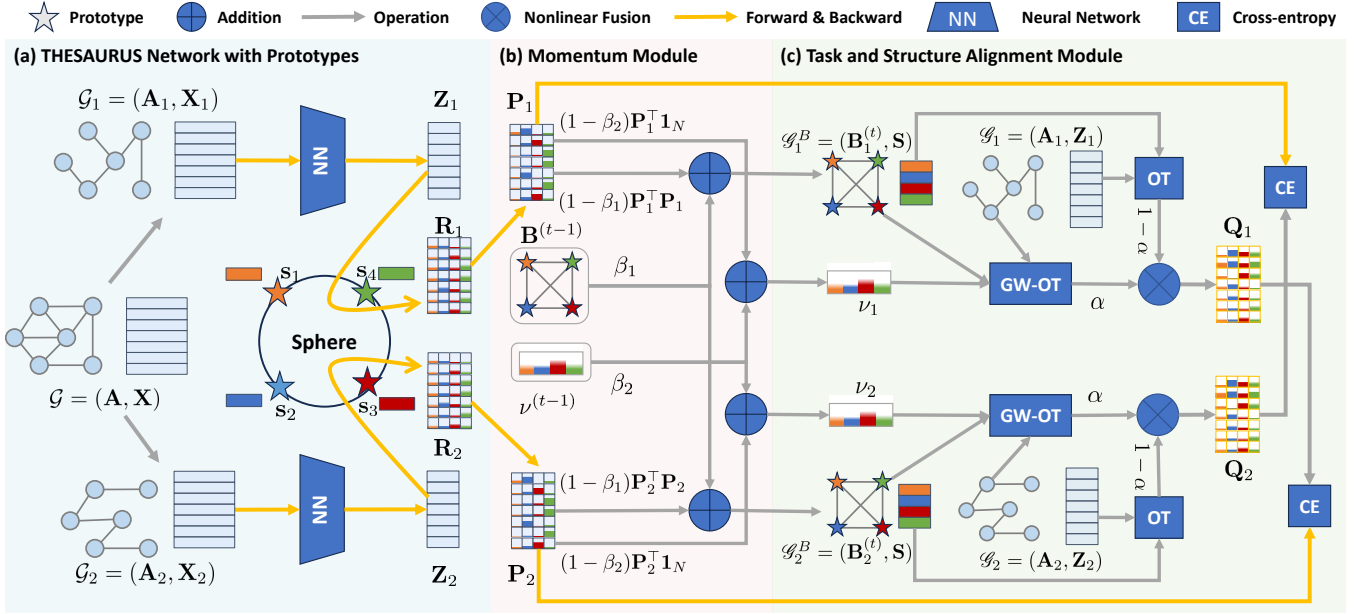 Prototype
Addition
Operation
Nonlinear Fusion
Forward & Backward
NN
Neural Network
CE
Cross-entropy
(a) THESAURUS Network with Prototypes
𝒢₁ = (A₁, X₁)
Z₁
NN
R₁
s₁
s₄
Sphere
s₂
s₃
𝒢 = (A, X)
R₂
NN
𝒢₂ = (A₂, X₂)
Z₂
(b) Momentum Module
P₁
(1 − β₂)P₁^⊤1_N
(1 − β₁)P₁^⊤P₁
B^(t−1)
β₁
ν^(t−1)
β₂
(1 − β₁)P₂^⊤P₂
(1 − β₂)P₂^⊤1_N
P₂
(c) Task and Structure Alignment Module
𝒢₁^B = (B₁^(t), S)
𝒢₁ = (A₁, Z₁)
OT
CE
1 − α
Q₁
ν₁
GW-OT
α
ν₂
GW-OT
α
Q₂
1 − α
OT
CE
𝒢₂^B = (B₂^(t), S)
𝒢₂ = (A₂, Z₂)